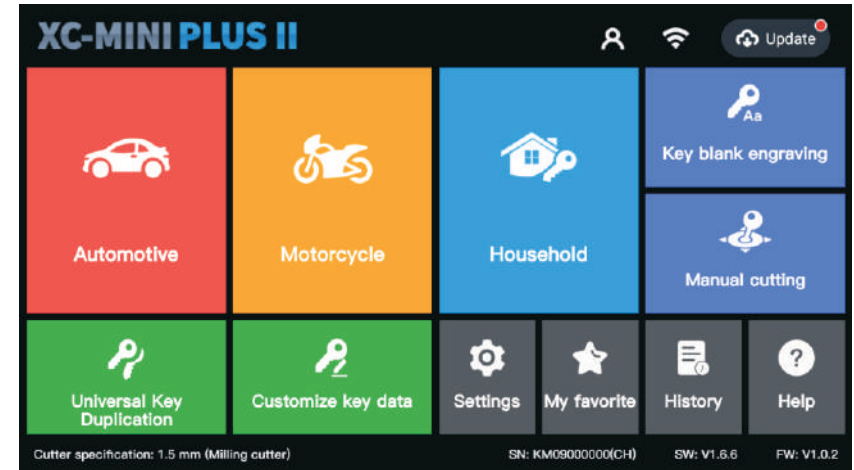 XC-MINI PLUS II
Update
Aa
Key blank engraving
Automotive
Motorcycle
Household
Manual cutting
Universal Key
Duplication
Customize key data
Settings
My favorite
History
?
Help
Cutter specification: 1.5 mm (Milling cutter)
SN: KM09000000(CH)
SW: V1.6.6
FW: V1.0.2